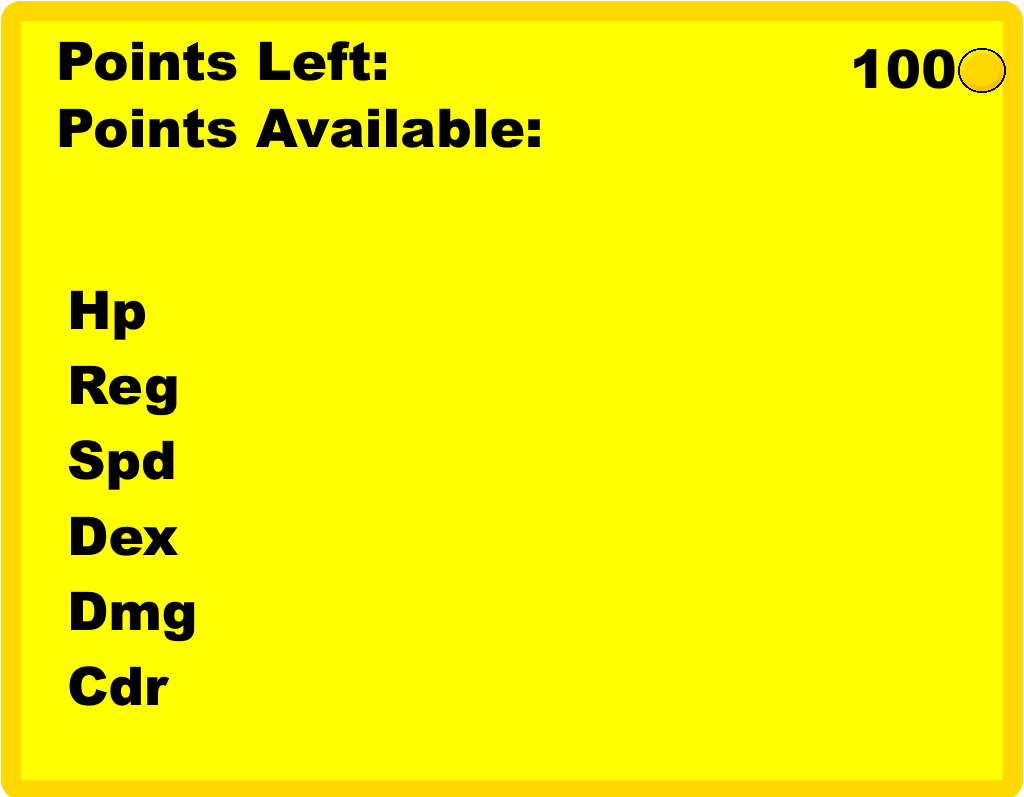 Points Left:
100
Points Available:
Hp
Reg
Spd
Dex
Dmg
Cdr